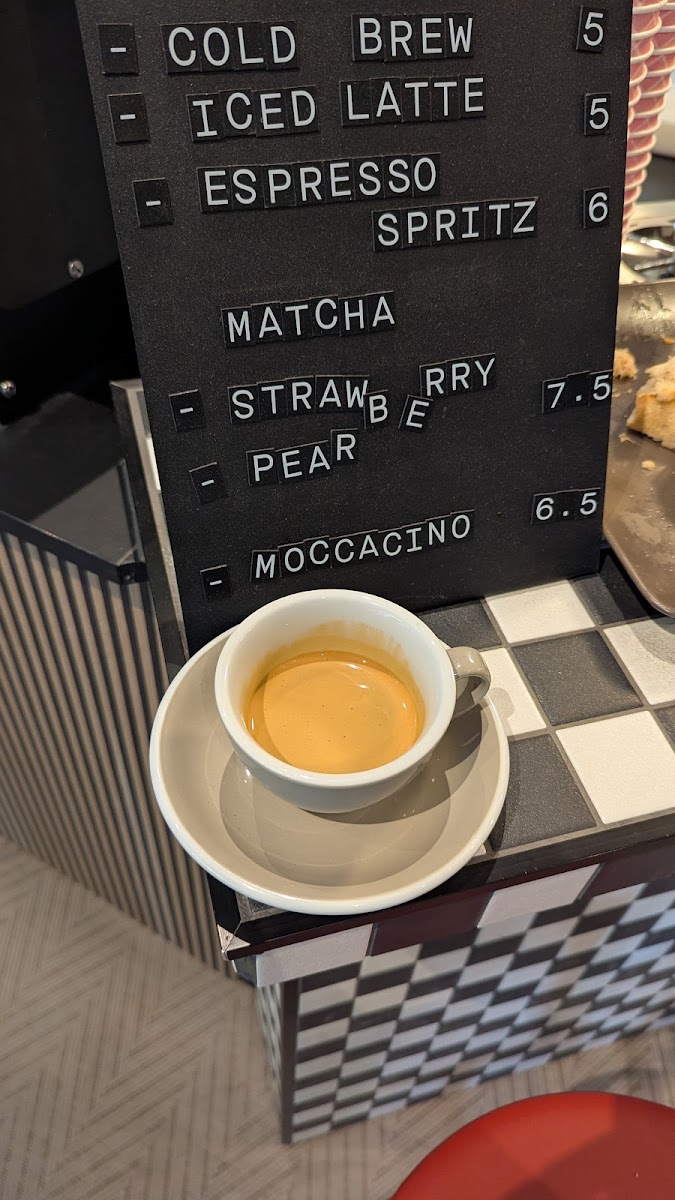 - COLD BREW 5
- ICED LATTE 5
- ESPRESSO
SPRITZ 6
MATCHA
- STRAWBERRY 7.5
- PEAR
- MOCCACINO 6.5